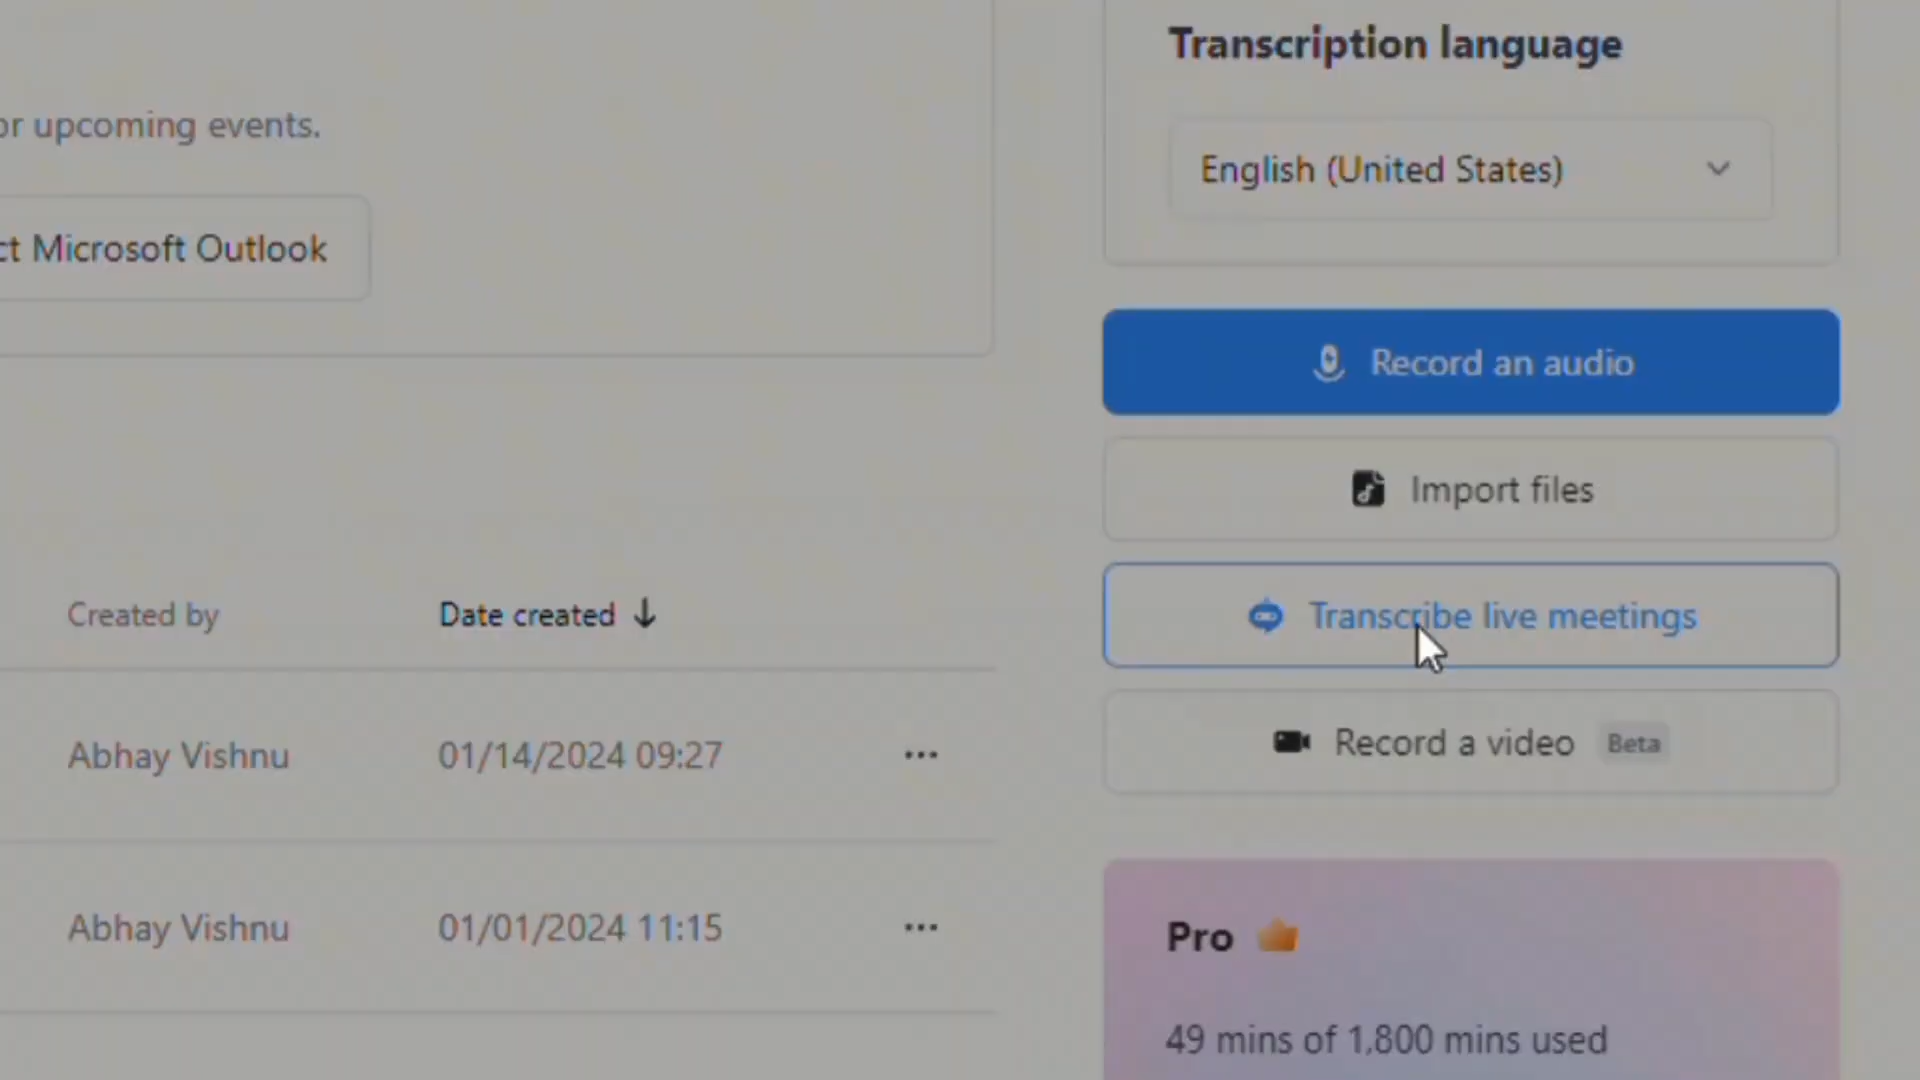 Transcription language
or upcoming events.
English (United States)
ct Microsoft Outlook
Record an audio
Import files
Created by
Date created ↓
Transcribe live meetings
Record a video Beta
Abhay Vishnu
01/14/2024 09:27
...
Abhay Vishnu
01/01/2024 11:15
...
Pro
49 mins of 1,800 mins used